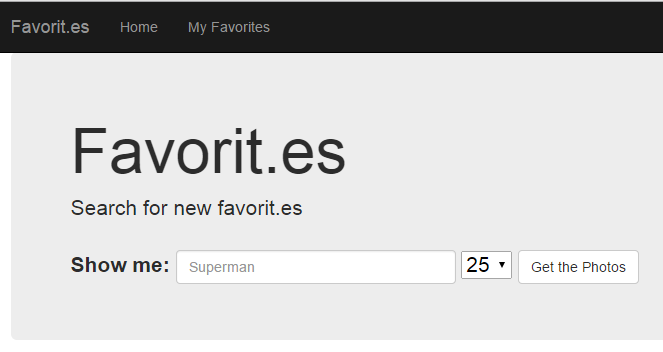 Favorit.es Home My Favorites
Favorit.es
Search for new favorit.es
Show me: Superman 25 Get the Photos